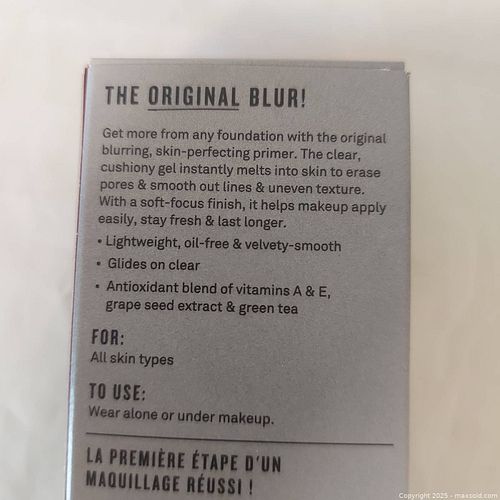 THE ORIGINAL BLUR!
Get more from any foundation with the original
blurring, skin-perfecting primer. The clear,
cushiony gel instantly melts into skin to erase
pores & smooth out lines & uneven texture.
With a soft-focus finish, it helps makeup apply
easily, stay fresh & last longer.
• Lightweight, oil-free & velvety-smooth
• Glides on clear
• Antioxidant blend of vitamins A & E,
grape seed extract & green tea
FOR:
All skin types
TO USE:
Wear alone or under makeup.
LA PREMIÈRE ÉTAPE D'UN
MAQUILLAGE RÉUSSI !
Copyright 2025 - maxsold.com